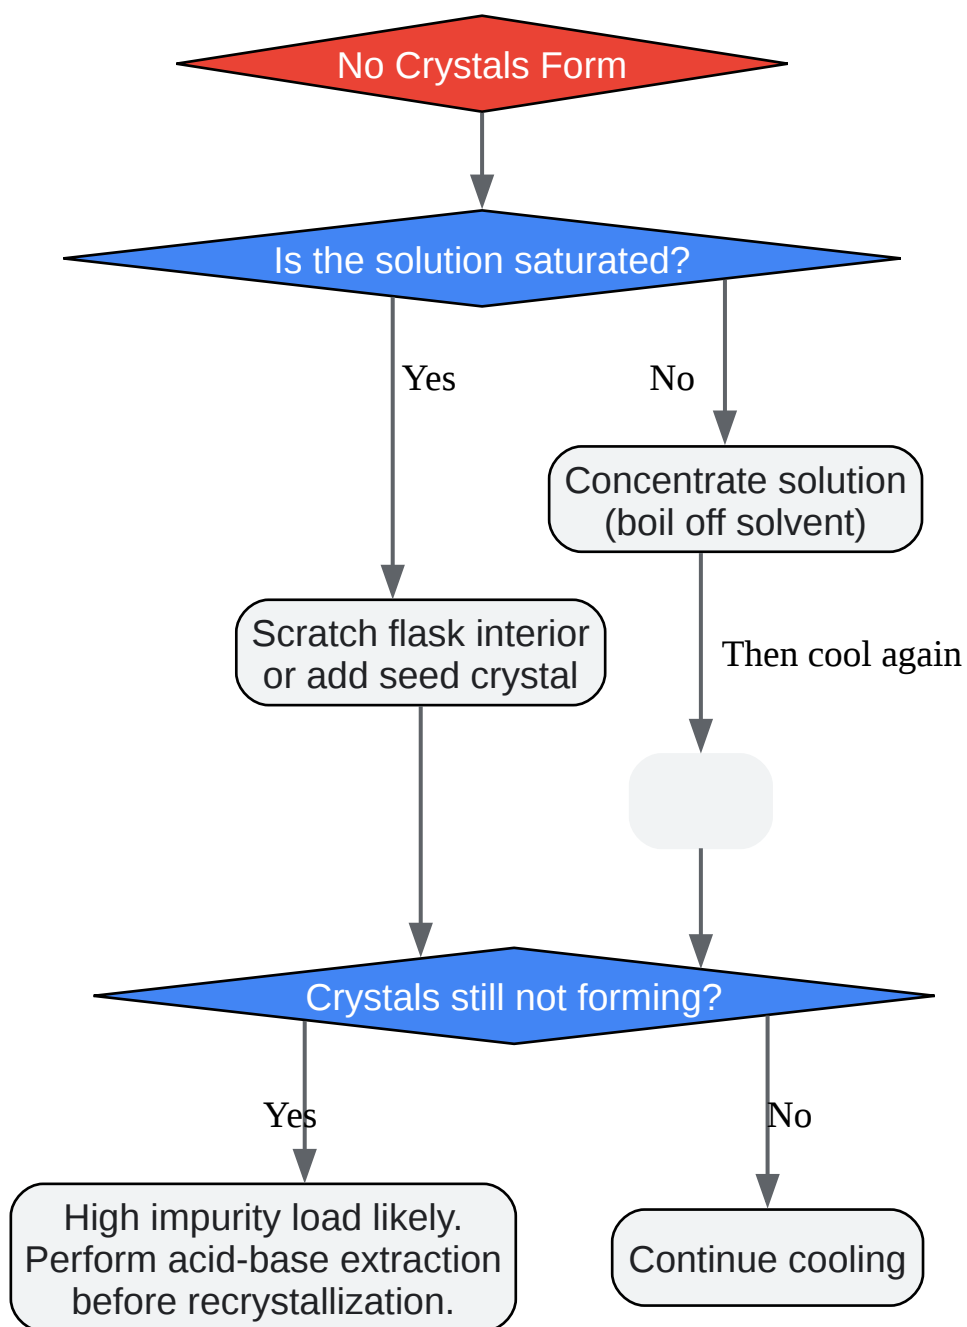 No Crystals Form
Is the solution saturated?
Yes
No
Concentrate solution
(boil off solvent)
Scratch flask interior
or add seed crystal
Then cool again
Crystals still not forming?
Yes
No
High impurity load likely.
Perform acid-base extraction
before recrystallization.
Continue cooling